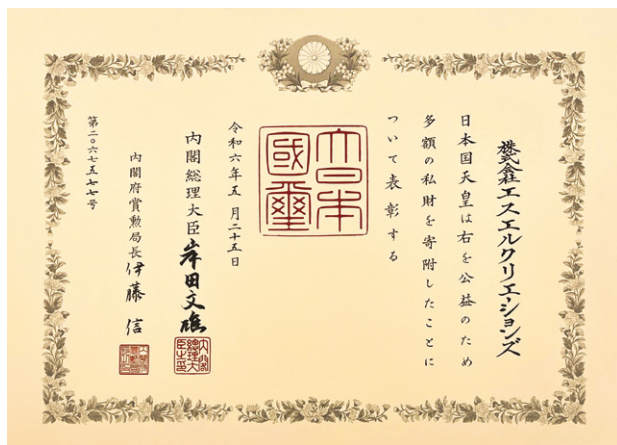 株式会社エスエルクリエーションズ
日本国天皇は右を公益のため
多額の私財を寄附したことに
ついて表彰する
大日本
國璽
令和六年五月二十五日
内閣総理大臣 岸田文雄
内閣府賞勲局長 伊藤 信
第二〇六七五七七号